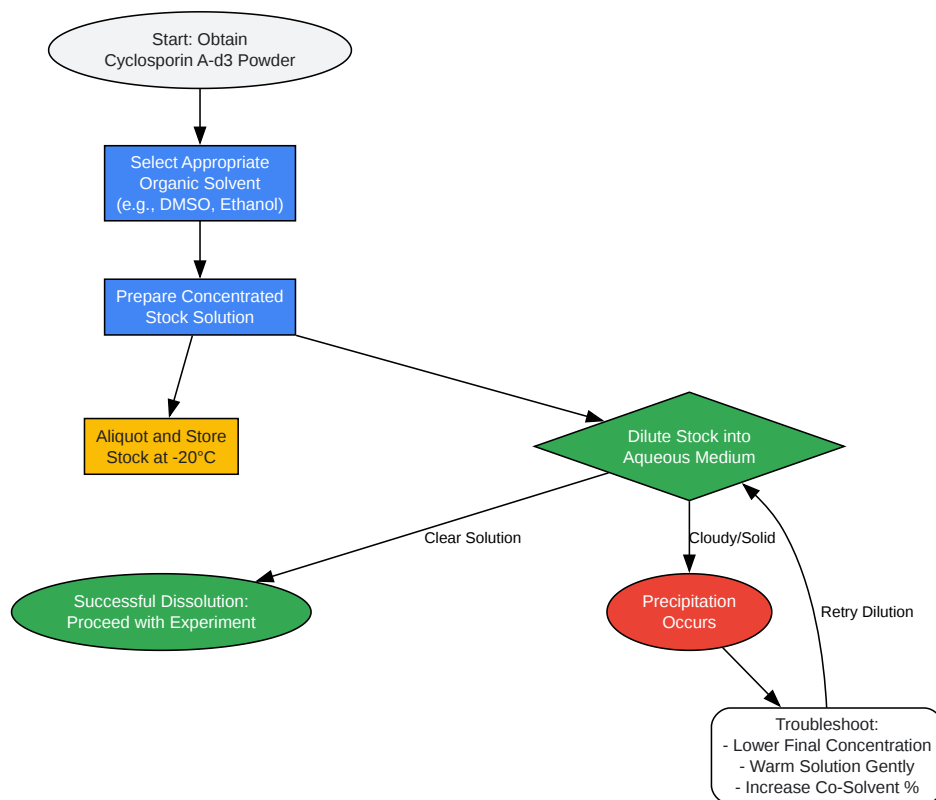 Start: Obtain
Cyclosporin A-d3 Powder
Select Appropriate
Organic Solvent
(e.g., DMSO, Ethanol)
Prepare Concentrated
Stock Solution
Aliquot and Store
Stock at -20°C
Dilute Stock into
Aqueous Medium
Clear Solution
Cloudy/Solid
Successful Dissolution:
Proceed with Experiment
Precipitation
Occurs
Retry Dilution
Troubleshoot:
- Lower Final Concentration
- Warm Solution Gently
- Increase Co-Solvent %